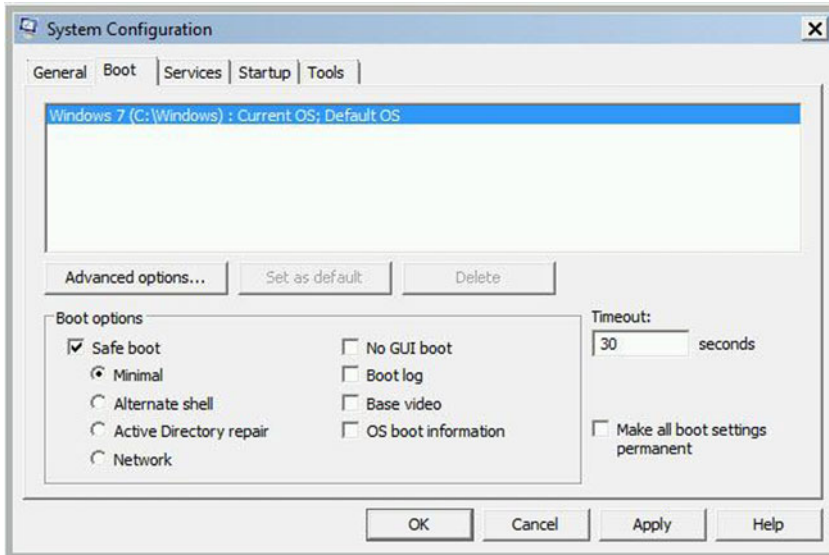 System Configuration
General Boot Services Startup Tools
Windows 7 (C:\Windows) : Current OS; Default OS
Advanced options... Set as default Delete
Boot options
Safe boot
Minimal
Alternate shell
Active Directory repair
Network
No GUI boot
Boot log
Base video
OS boot information
Timeout:
30 seconds
Make all boot settings
permanent
OK Cancel Apply Help